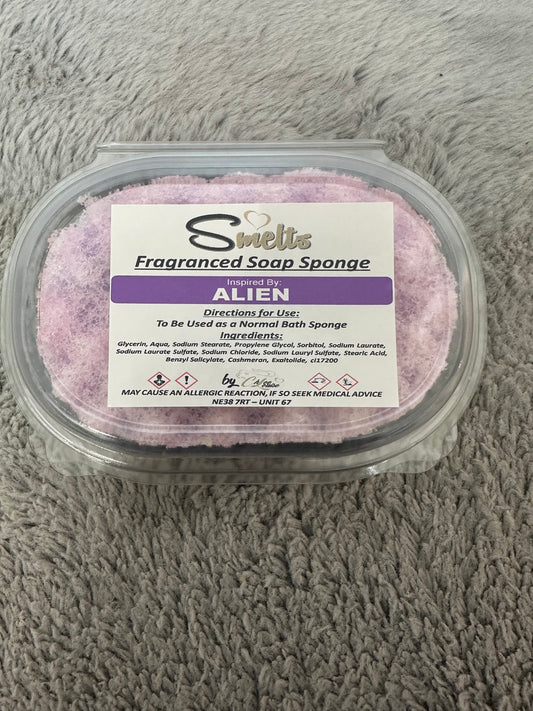 Smelts
Fragranced Soap Sponge
Inspired By:
ALIEN
Directions for Use:
To Be Used as a Normal Bath Sponge
Ingredients:
Glycerin, Aqua, Sodium Stearate, Propylene Glycol, Sorbitol, Sodium Laurate,
Sodium Laurate Sulfate, Sodium Chloride, Sodium Lauryl Sulfate, Stearic Acid,
Benzyl Salicylate, Cashmeran, Exaltolide, ci17200
by
MAY CAUSE AN ALLERGIC REACTION, IF SO SEEK MEDICAL ADVICE
NE38 7RT – UNIT 67